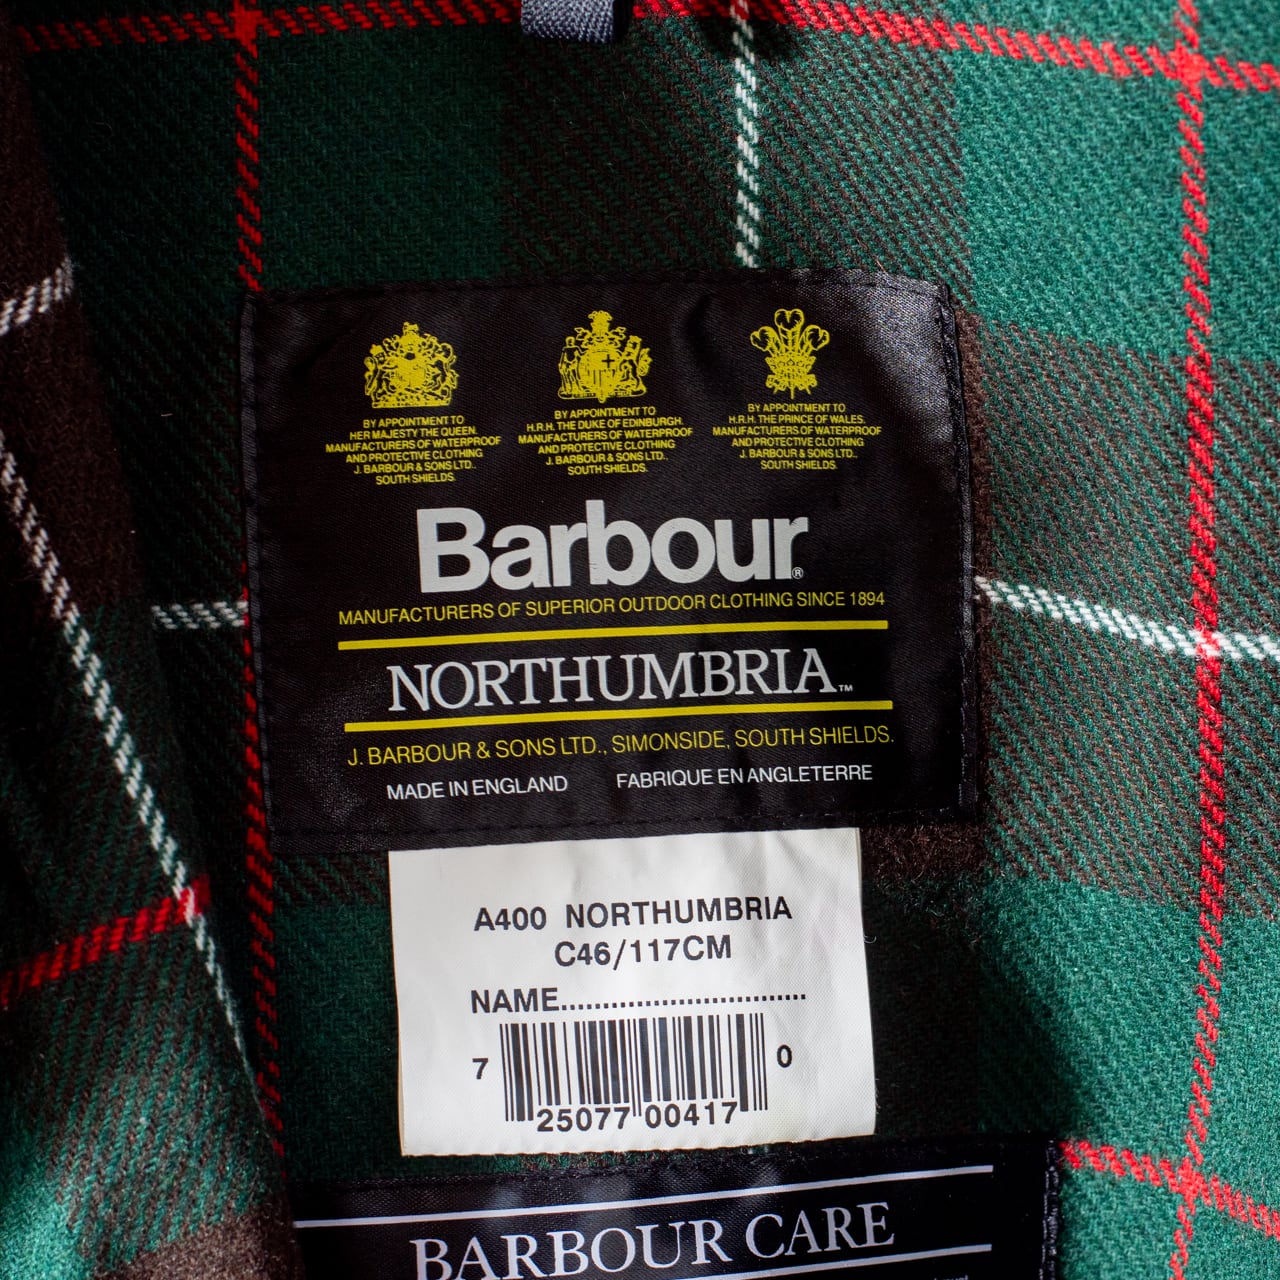 BY APPOINTMENT TO
HER MAJESTY THE QUEEN.
MANUFACTURERS OF WATERPROOF
AND PROTECTIVE CLOTHING
J. BARBOUR & SONS LTD.,
SOUTH SHIELDS.
BY APPOINTMENT TO
H.R.H. THE DUKE OF EDINBURGH.
MANUFACTURERS OF WATERPROOF
AND PROTECTIVE CLOTHING
J. BARBOUR & SONS LTD.,
SOUTH SHIELDS.
BY APPOINTMENT TO
H.R.H. THE PRINCE OF WALES.
MANUFACTURERS OF WATERPROOF
AND PROTECTIVE CLOTHING
J. BARBOUR & SONS LTD.,
SOUTH SHIELDS.
Barbour®
MANUFACTURERS OF SUPERIOR OUTDOOR CLOTHING SINCE 1894
NORTHUMBRIA™
J. BARBOUR & SONS LTD., SIMONSIDE, SOUTH SHIELDS.
MADE IN ENGLAND FABRIQUE EN ANGLETERRE
A400 NORTHUMBRIA
C46/117CM
NAME.............................
7 25077 00417 0
BARBOUR CARE